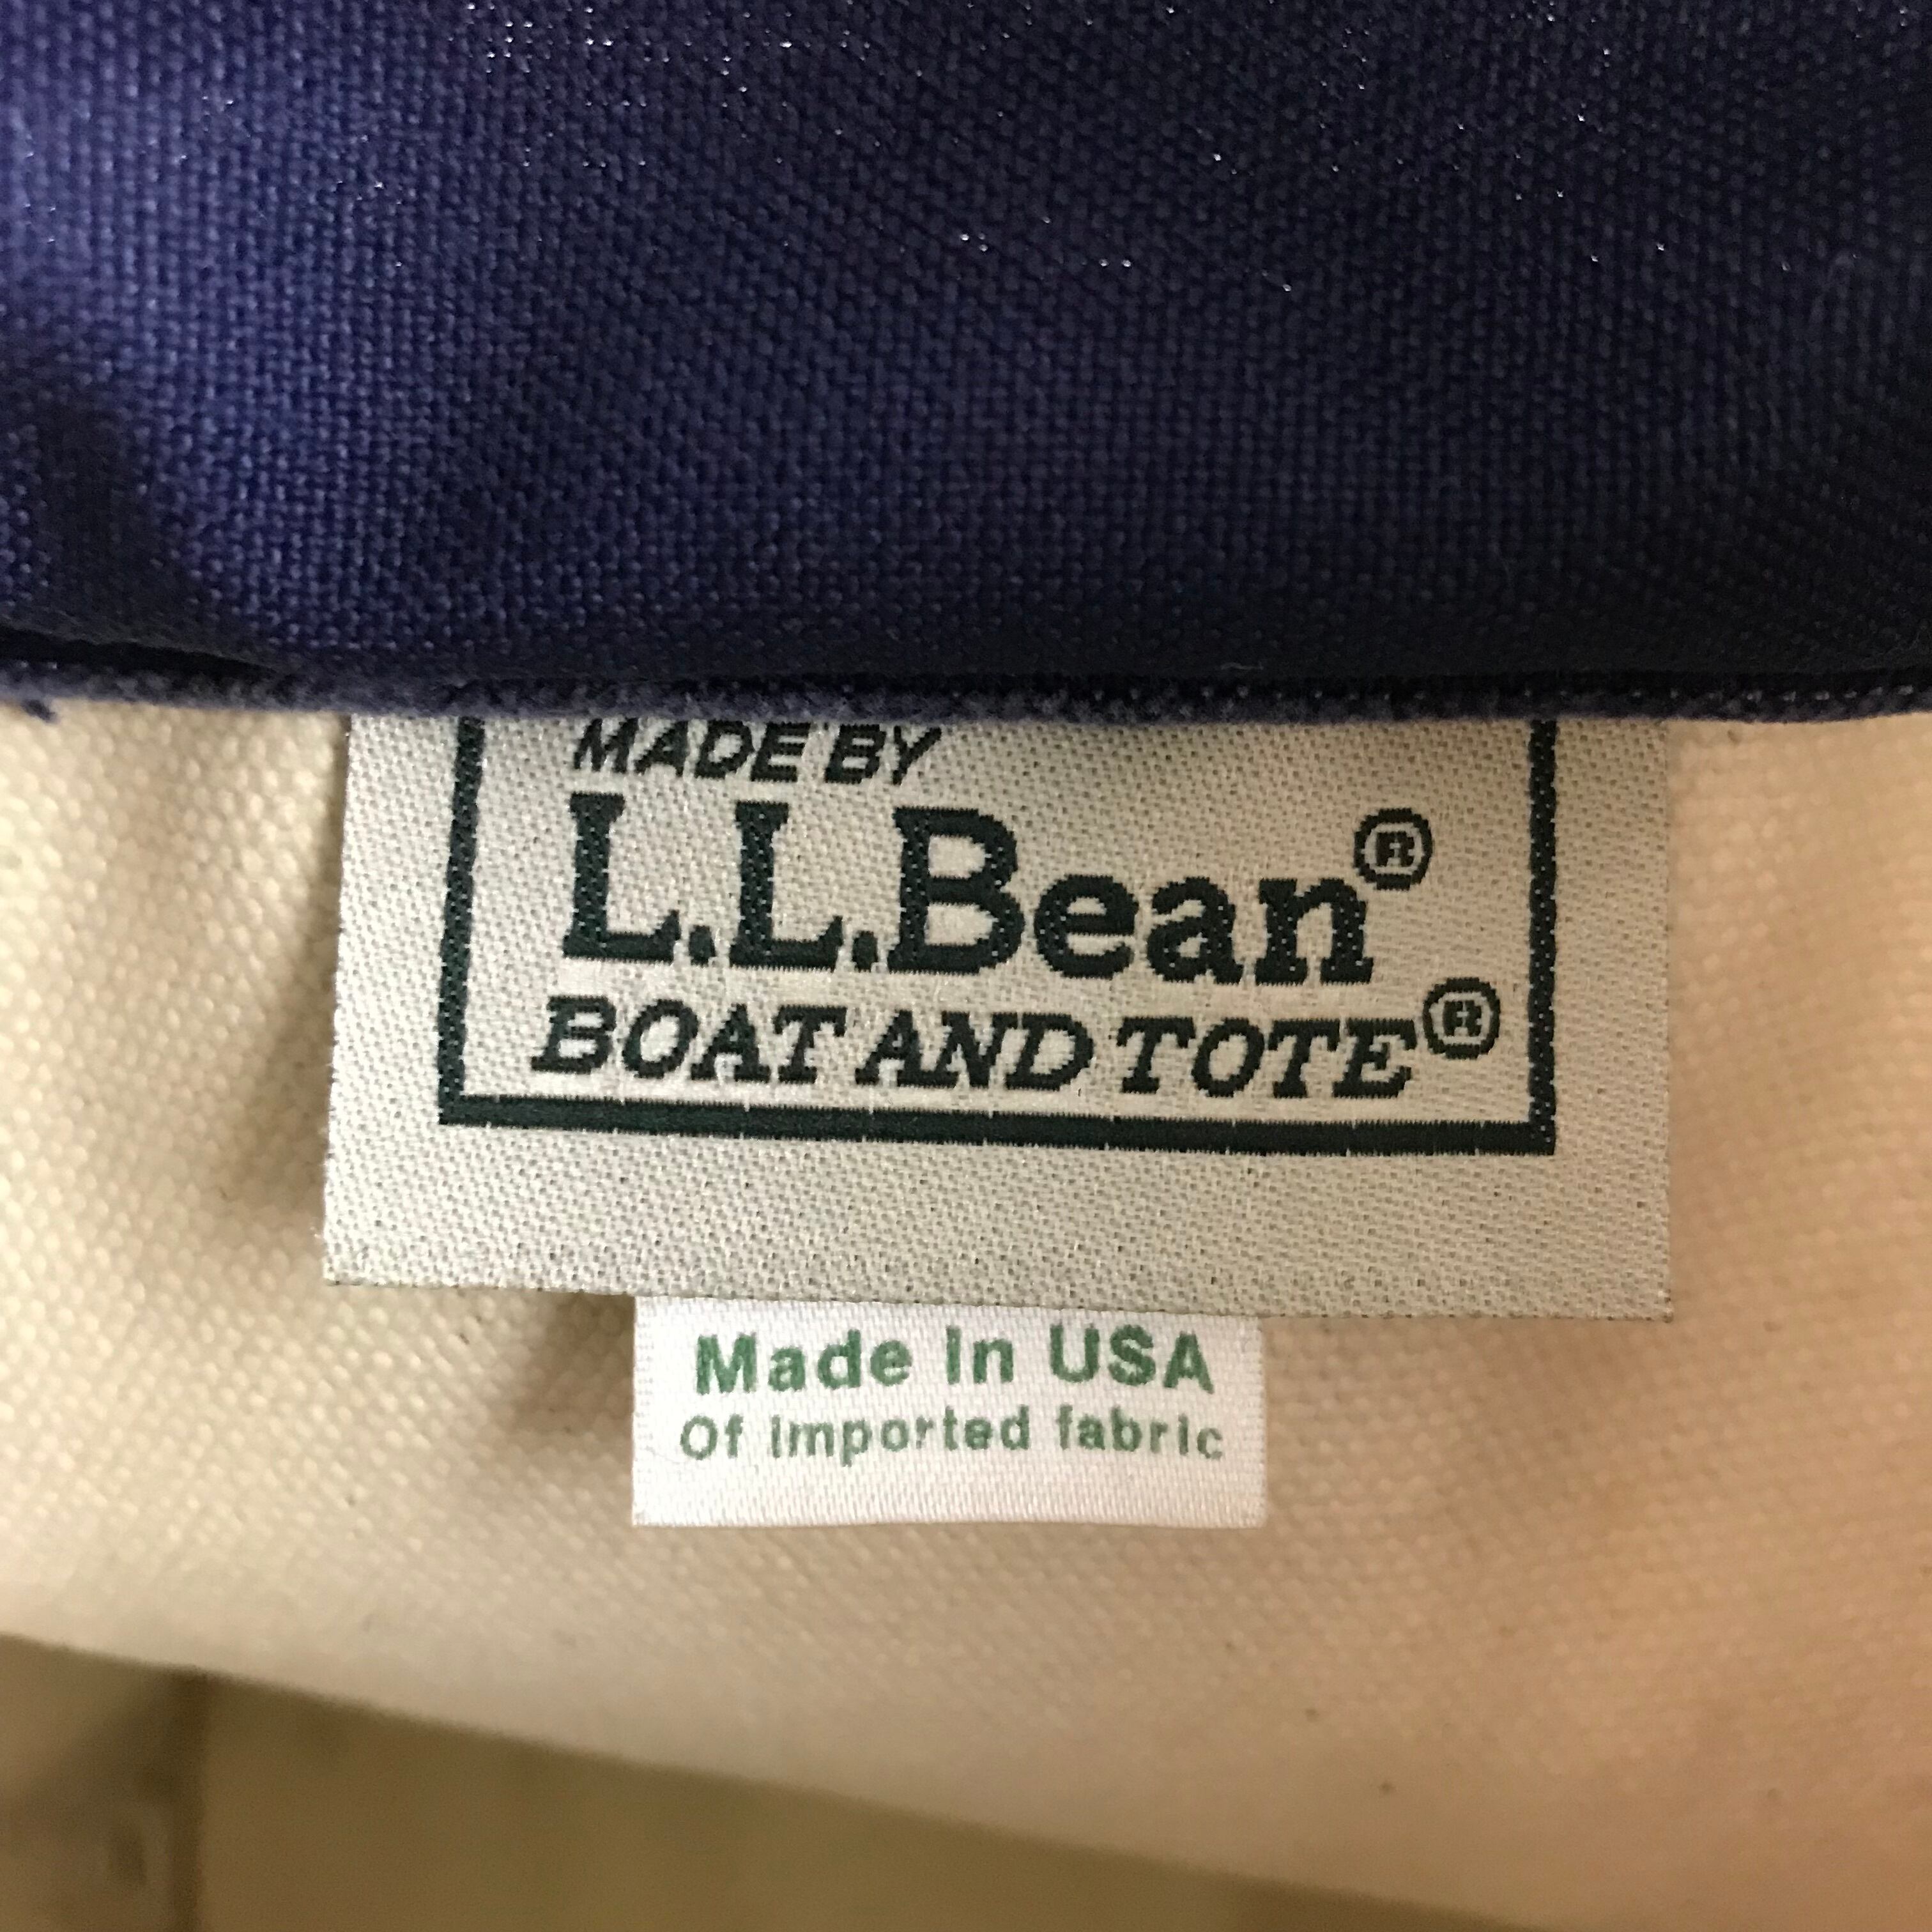 MADE BY
L.L.Bean®
BOAT AND TOTE®
Made in USA
Of imported fabric